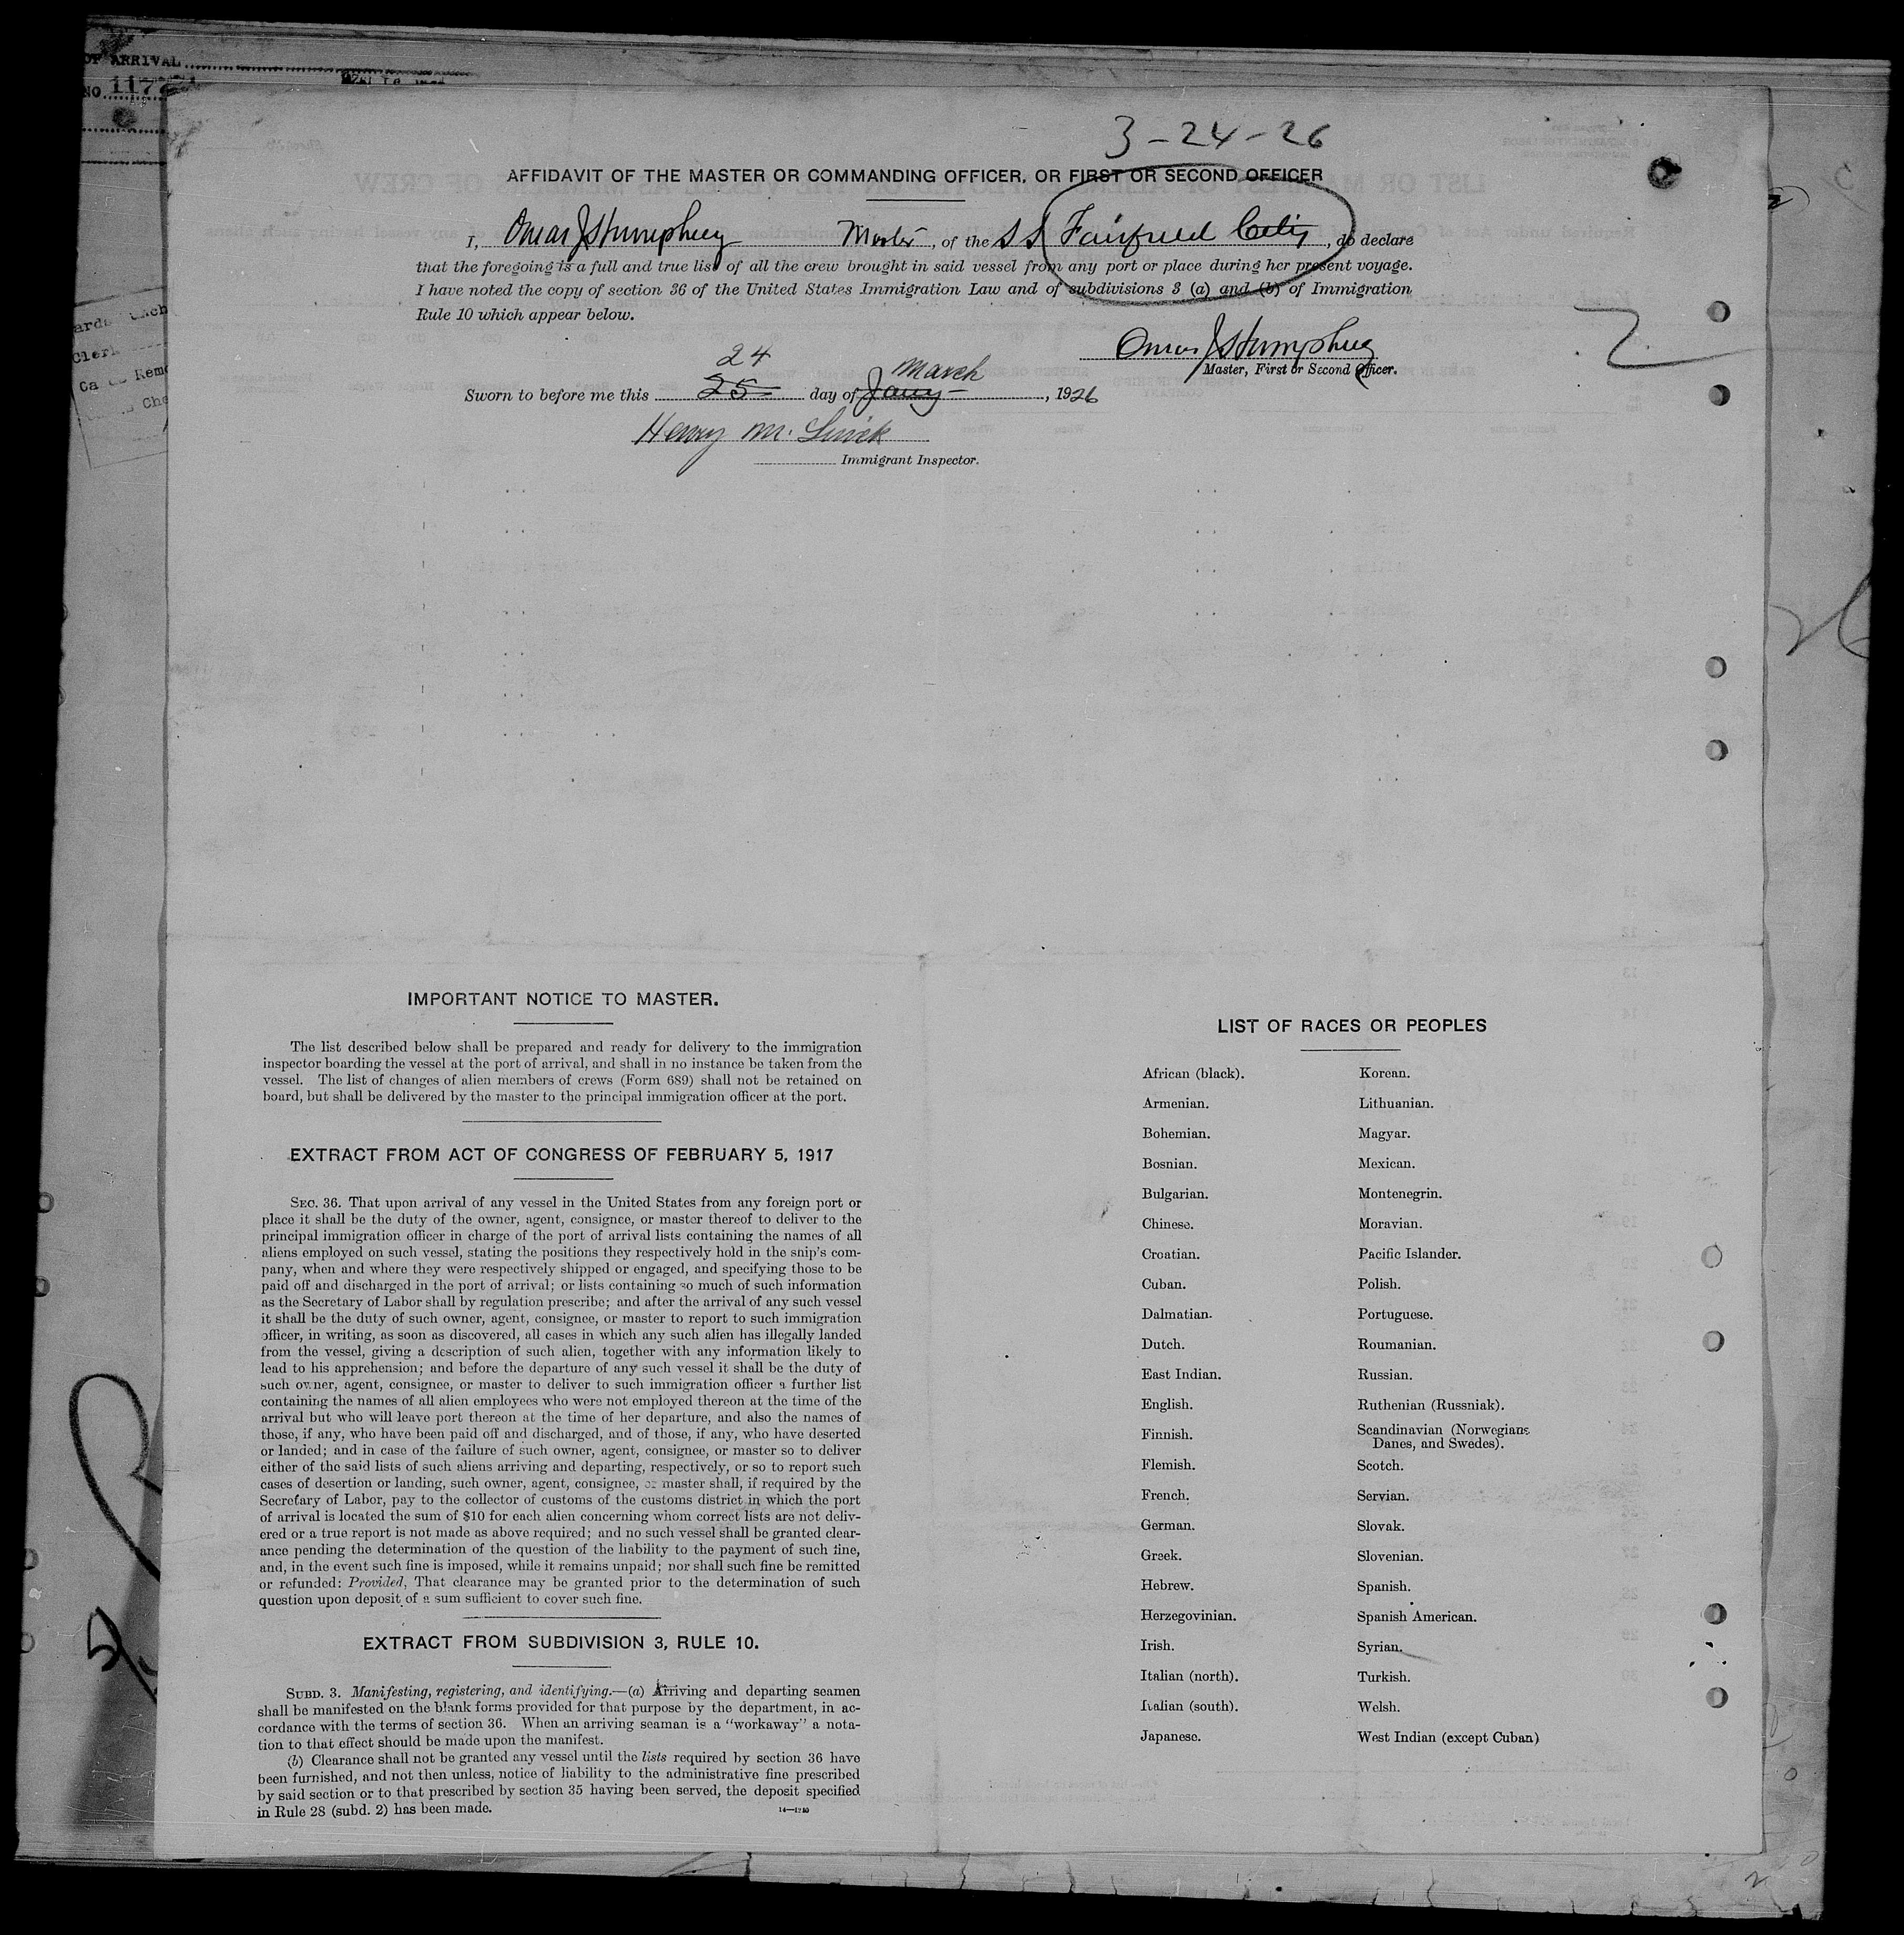 OF ARRIVAL
NO. 1177
3-24-26
AFFIDAVIT OF THE MASTER OR COMMANDING OFFICER, OR FIRST OR SECOND OFFICER
I, Omar J Humphrey Master, of the S S Fairfield City, do declare
that the foregoing is a full and true list of all the crew brought in said vessel from any port or place during her present voyage.
I have noted the copy of section 36 of the United States Immigration Law and of subdivisions 3 (a) and (b) of Immigration
Rule 10 which appear below.
Omar J Humphrey
Master, First or Second Officer.
24 March
Sworn to before me this 25 day of Jany, 1926
Henry M.
Immigrant Inspector.
IMPORTANT NOTICE TO MASTER.
The list described below shall be prepared and ready for delivery to the immigration
inspector boarding the vessel at the port of arrival, and shall in no instance be taken from the
vessel. The list of changes of alien members of crews (Form 689) shall not be retained on
board, but shall be delivered by the master to the principal immigration officer at the port.
EXTRACT FROM ACT OF CONGRESS OF FEBRUARY 5, 1917
SEC. 36. That upon arrival of any vessel in the United States from any foreign port or
place it shall be the duty of the owner, agent, consignee, or master thereof to deliver to the
principal immigration officer in charge of the port of arrival lists containing the names of all
aliens employed on such vessel, stating the positions they respectively hold in the ship's com-
pany, when and where they were respectively shipped or engaged, and specifying those to be
paid off and discharged in the port of arrival; or lists containing so much of such information
as the Secretary of Labor shall by regulation prescribe; and after the arrival of any such vessel
it shall be the duty of such owner, agent, consignee, or master to report to such immigration
officer, in writing, as soon as discovered, all cases in which any such alien has illegally landed
from the vessel, giving a description of such alien, together with any information likely to
lead to his apprehension; and before the departure of any such vessel it shall be the duty of
such owner, agent, consignee, or master to deliver to such immigration officer a further list
containing the names of all alien employees who were not employed thereon at the time of the
arrival but who will leave port thereon at the time of her departure, and also the names of
those, if any, who have been paid off and discharged, and of those, if any, who have deserted
or landed; and in case of the failure of such owner, agent, consignee, or master so to deliver
either of the said lists of such aliens arriving and departing, respectively, or so to report such
cases of desertion or landing, such owner, agent, consignee, or master shall, if required by the
Secretary of Labor, pay to the collector of customs of the customs district in which the port
of arrival is located the sum of $10 for each alien concerning whom correct lists are not deliv-
ered or a true report is not made as above required; and no such vessel shall be granted clear-
ance pending the determination of the question of the liability to the payment of such fine,
and, in the event such fine is imposed, while it remains unpaid; nor shall such fine be remitted
or refunded: Provided, That clearance may be granted prior to the determination of such
question upon deposit of a sum sufficient to cover such fine.
EXTRACT FROM SUBDIVISION 3, RULE 10.
SUBD. 3. Manifesting, registering, and identifying.—(a) Arriving and departing seamen
shall be manifested on the blank forms provided for that purpose by the department, in ac-
cordance with the terms of section 36. When an arriving seaman is a "workaway" a nota-
tion to that effect should be made upon the manifest.
(b) Clearance shall not be granted any vessel until the lists required by section 36 have
been furnished, and not then unless, notice of liability to the administrative fine prescribed
by said section or to that prescribed by section 35 having been served, the deposit specified
in Rule 28 (subd. 2) has been made.
LIST OF RACES OR PEOPLES
African (black). Korean.
Armenian. Lithuanian.
Bohemian. Magyar.
Bosnian. Mexican.
Bulgarian. Montenegrin.
Chinese. Moravian.
Croatian. Pacific Islander.
Cuban. Polish.
Dalmatian. Portuguese.
Dutch. Roumanian.
East Indian. Russian.
English. Ruthenian (Russniak).
Finnish. Scandinavian (Norwegians,
Danes, and Swedes).
Flemish. Scotch.
French. Servian.
German. Slovak.
Greek. Slovenian.
Hebrew. Spanish.
Herzegovinian. Spanish American.
Irish. Syrian.
Italian (north). Turkish.
Italian (south). Welsh.
Japanese. West Indian (except Cuban)